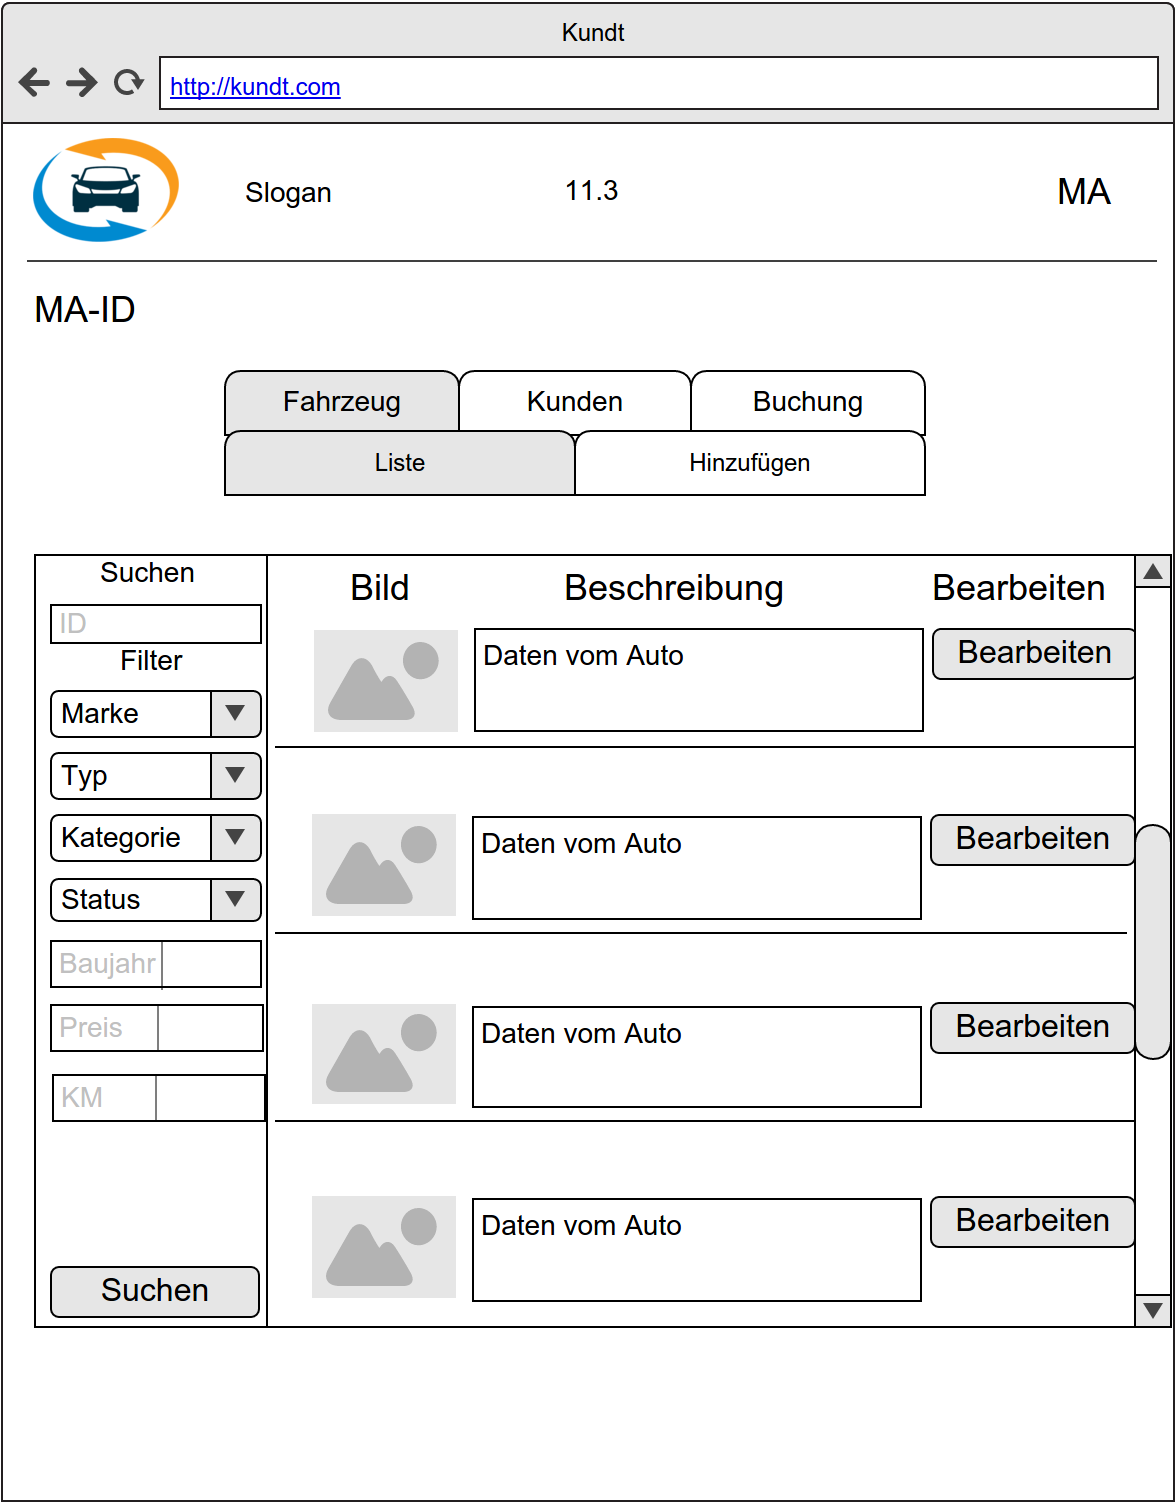 Kundt
http://kundt.com
Slogan
11.3
MA
MA-ID
Fahrzeug
Kunden
Buchung
Liste
Hinzufügen
Suchen
ID
Filter
Marke
Typ
Kategorie
Status
Baujahr
Preis
KM
Suchen
Bild
Beschreibung
Bearbeiten
Daten vom Auto
Bearbeiten
Daten vom Auto
Bearbeiten
Daten vom Auto
Bearbeiten
Daten vom Auto
Bearbeiten